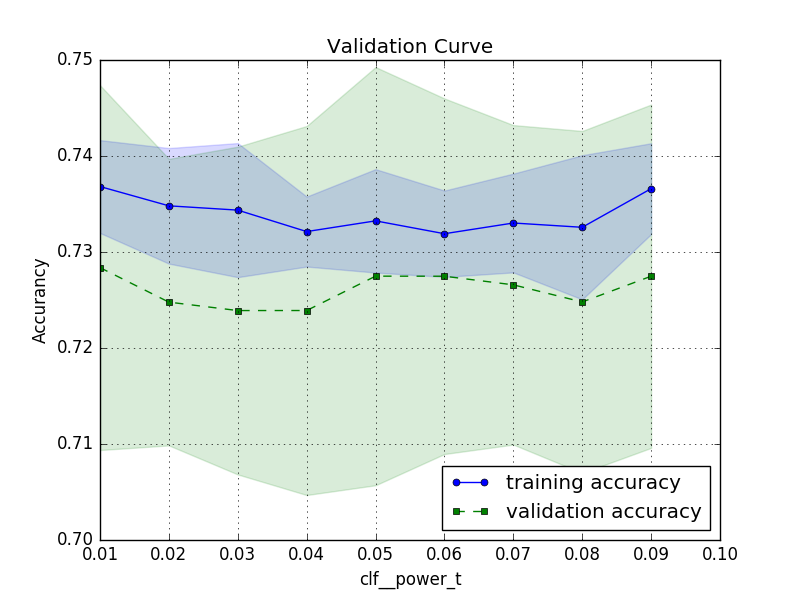 Validation Curve
0.75
0.74
0.73
0.72
0.71
0.70
Accurancy
training accuracy
validation accuracy
0.01 0.02 0.03 0.04 0.05 0.06 0.07 0.08 0.09 0.10
clf__power_t